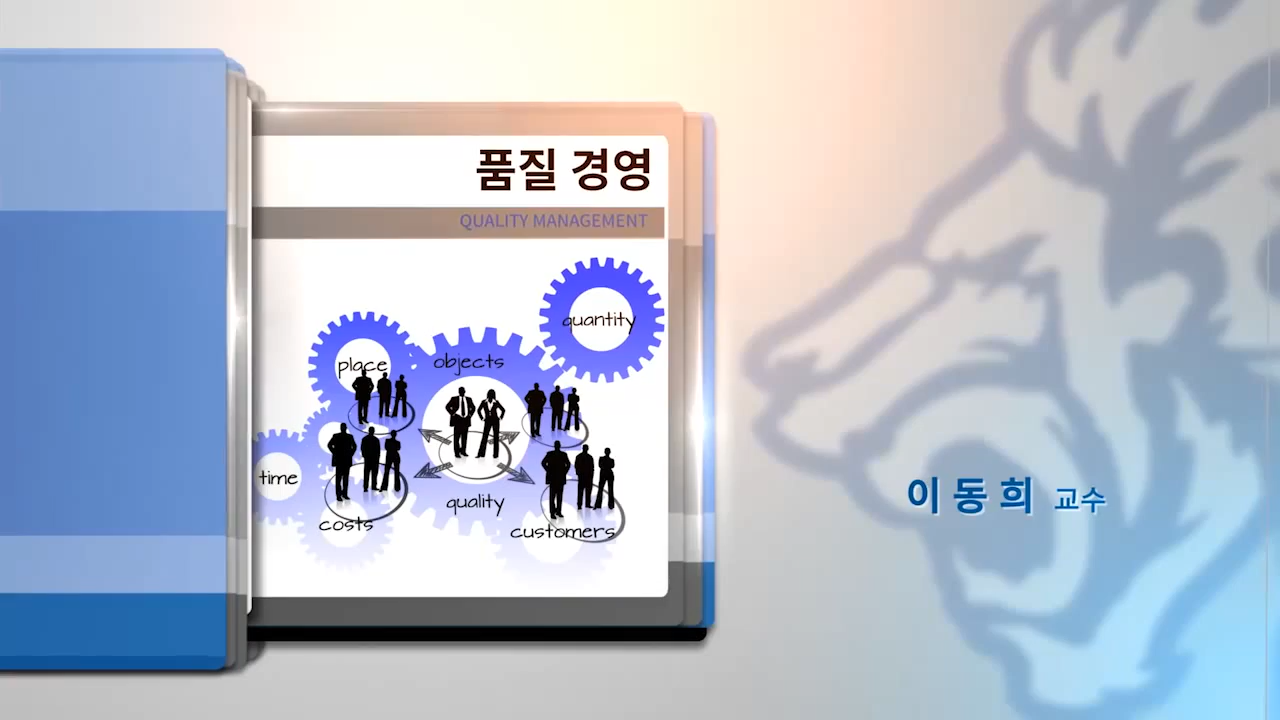 품질 경영
QUALITY MANAGEMENT
quantity
place
objects
time
quality
costs
customers
이동희 교수